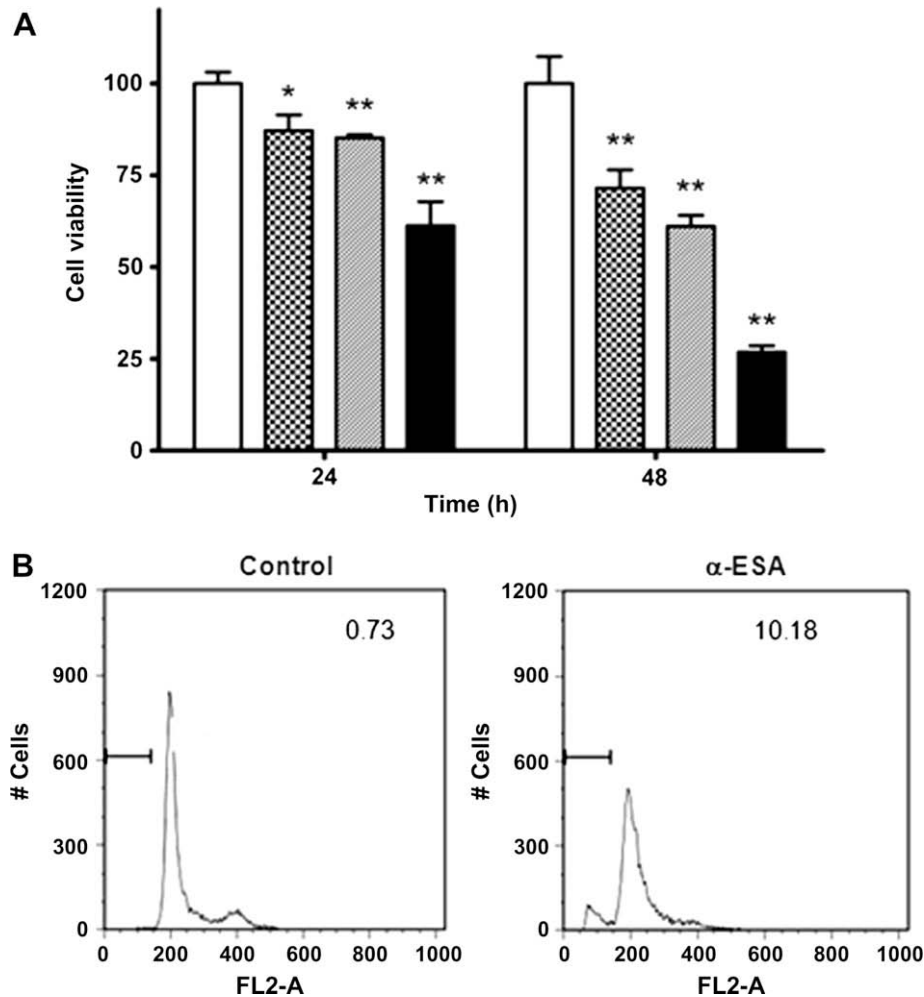 A
Cell viability
100
75
50
25
0
*
**
**
**
**
**
24
48
Time (h)
B
Control
1200
900
600
300
0
# Cells
0.73
0 200 400 600 800 1000
FL2-A
α-ESA
1200
900
600
300
0
# Cells
10.18
0 200 400 600 800 1000
FL2-A